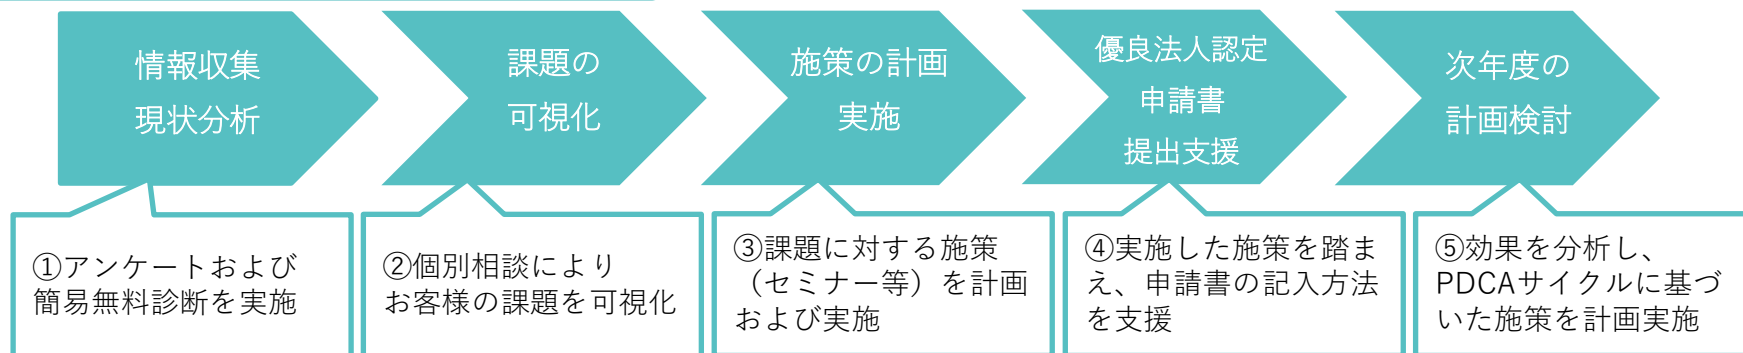 情報収集
現状分析
課題の
可視化
施策の計画
実施
優良法人認定
申請書
提出支援
次年度の
計画検討
①アンケートおよび
簡易無料診断を実施
②個別相談により
お客様の課題を可視化
③課題に対する施策
（セミナー等）を計画
および実施
④実施した施策を踏ま
え、申請書の記入方法
を支援
⑤効果を分析し、
PDCAサイクルに基づ
いた施策を計画実施